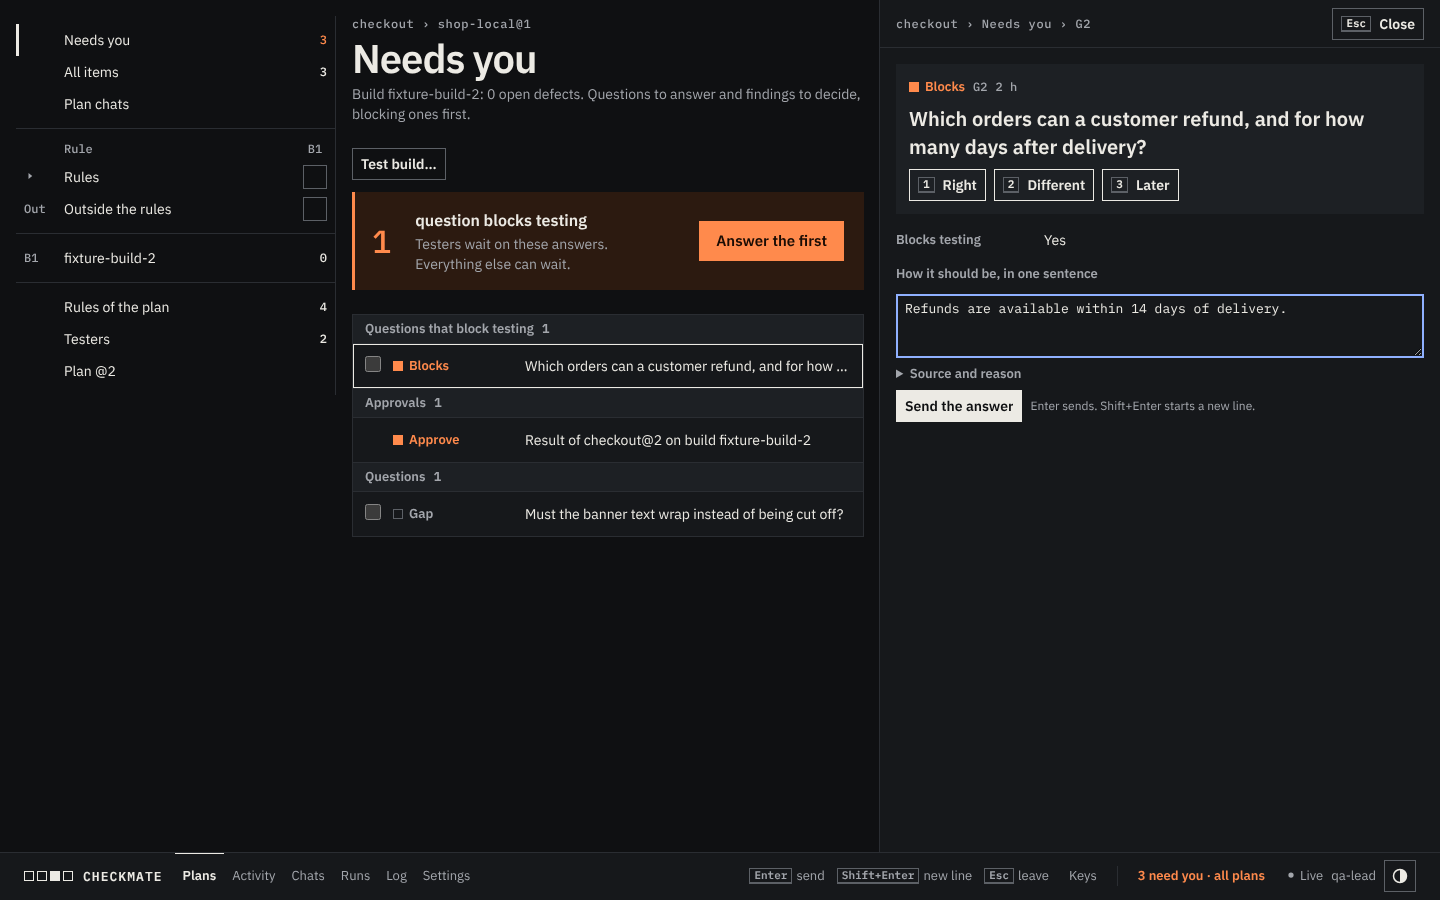 Needs you 3
All items 3
Plan chats
Rule B1
Rules
Out Outside the rules
B1 fixture-build-2 0
Rules of the plan 4
Testers 2
Plan @2
checkout › shop-local@1
Needs you
Build fixture-build-2: 0 open defects. Questions to answer and findings to decide,
blocking ones first.
Test build...
1
question blocks testing
Testers wait on these answers.
Everything else can wait.
Answer the first
Questions that block testing 1
Blocks Which orders can a customer refund, and for how ...
Approvals 1
Approve Result of checkout@2 on build fixture-build-2
Questions 1
Gap Must the banner text wrap instead of being cut off?
checkout › Needs you › G2
Esc Close
Blocks G2 2 h
Which orders can a customer refund, and for how
many days after delivery?
1 Right 2 Different 3 Later
Blocks testing Yes
How it should be, in one sentence
Refunds are available within 14 days of delivery.
Source and reason
Send the answer Enter sends. Shift+Enter starts a new line.
CHECKMATE Plans Activity Chats Runs Log Settings Enter send Shift+Enter new line Esc leave Keys 3 need you · all plans Live qa-lead